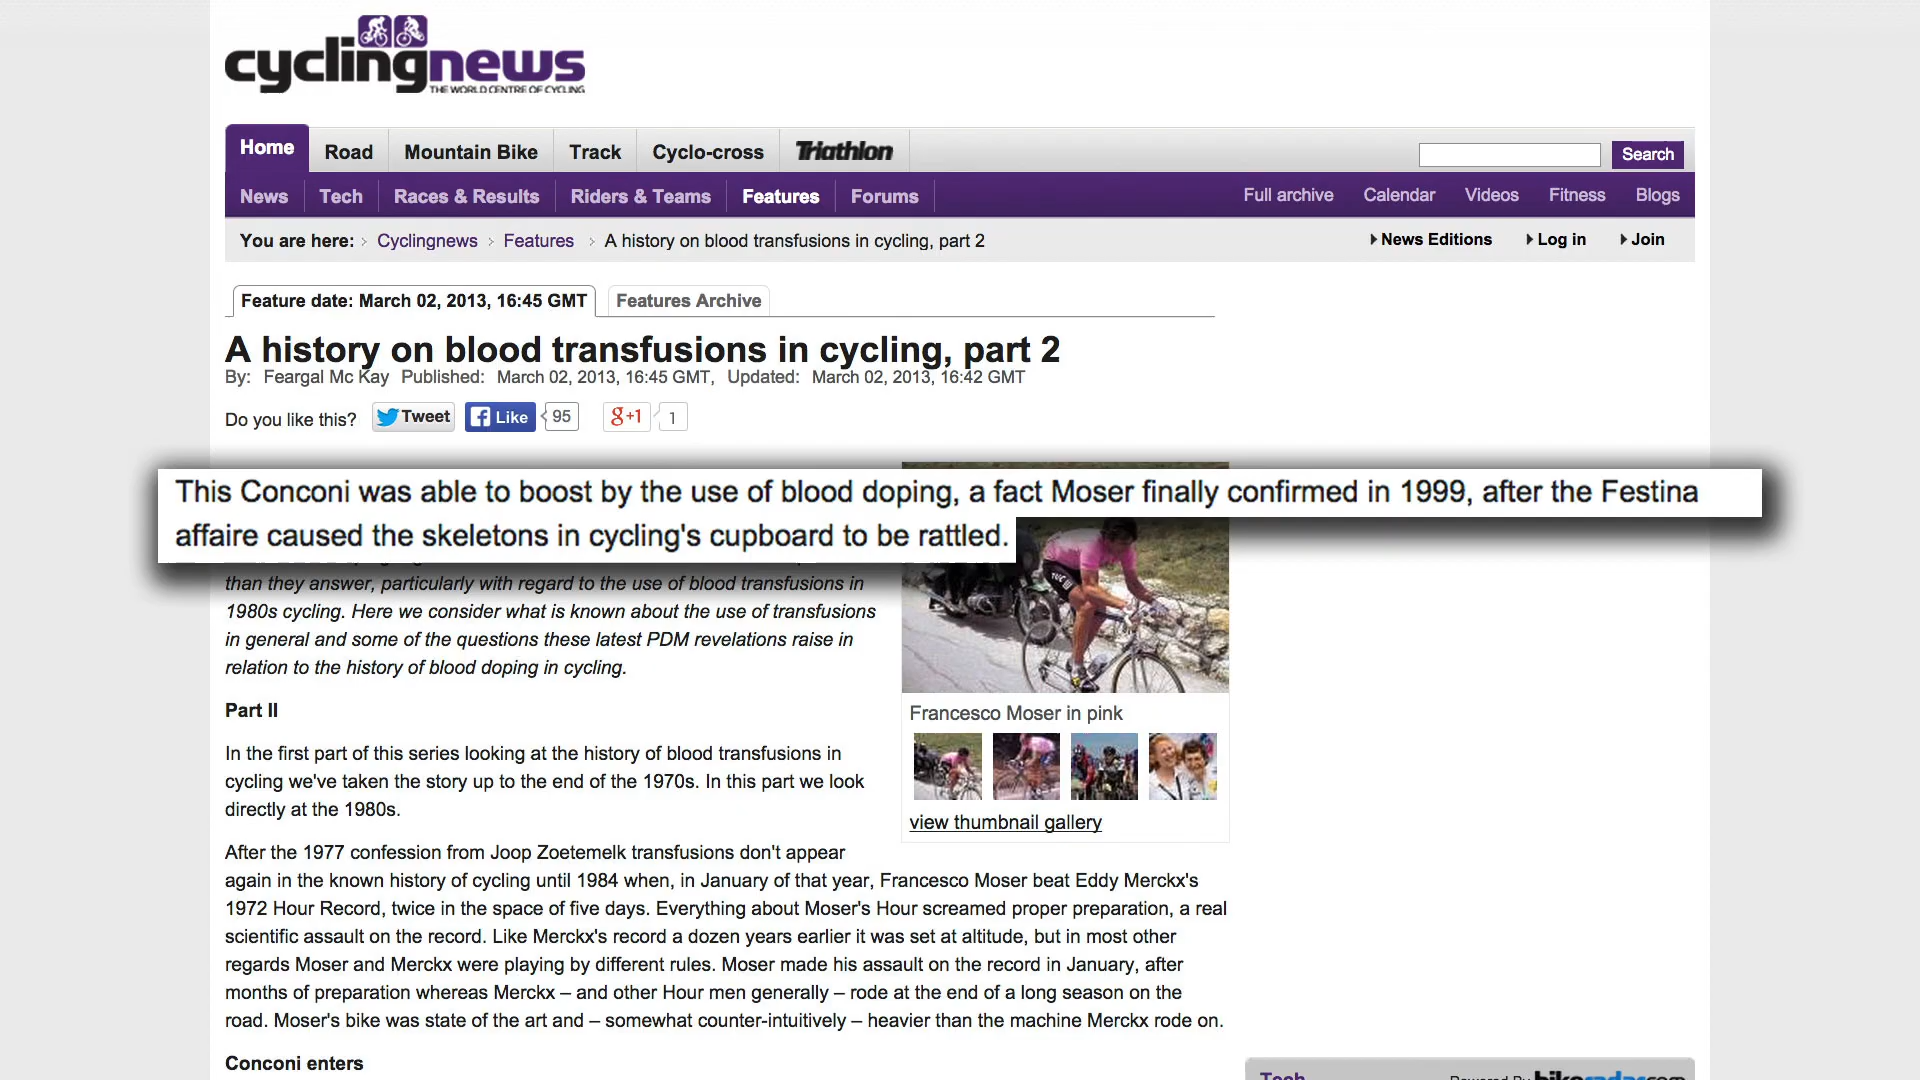 cyclingnews
THE WORLD CENTRE OF CYCLING
Home Road Mountain Bike Track Cyclo-cross Triathlon Search
News Tech Races & Results Riders & Teams Features Forums Full archive Calendar Videos Fitness Blogs
You are here: Cyclingnews Features A history on blood transfusions in cycling, part 2 News Editions Log in Join
Feature date: March 02, 2013, 16:45 GMT Features Archive
A history on blood transfusions in cycling, part 2
By: Feargal Mc Kay Published: March 02, 2013, 16:45 GMT, Updated: March 02, 2013, 16:42 GMT
Do you like this? Tweet Like 95 g+1 1
This Conconi was able to boost by the use of blood doping, a fact Moser finally confirmed in 1999, after the Festina
affaire caused the skeletons in cycling's cupboard to be rattled.
than they answer, particularly with regard to the use of blood transfusions in
1980s cycling. Here we consider what is known about the use of transfusions
in general and some of the questions these latest PDM revelations raise in
relation to the history of blood doping in cycling.
Francesco Moser in pink
view thumbnail gallery
Part II
In the first part of this series looking at the history of blood transfusions in
cycling we've taken the story up to the end of the 1970s. In this part we look
directly at the 1980s.
After the 1977 confession from Joop Zoetemelk transfusions don't appear
again in the known history of cycling until 1984 when, in January of that year, Francesco Moser beat Eddy Merckx's
1972 Hour Record, twice in the space of five days. Everything about Moser's Hour screamed proper preparation, a real
scientific assault on the record. Like Merckx's record a dozen years earlier it was set at altitude, but in most other
regards Moser and Merckx were playing by different rules. Moser made his assault on the record in January, after
months of preparation whereas Merckx – and other Hour men generally – rode at the end of a long season on the
road. Moser's bike was state of the art and – somewhat counter-intuitively – heavier than the machine Merckx rode on.
Conconi enters
Tech Powered By bikeradar.com